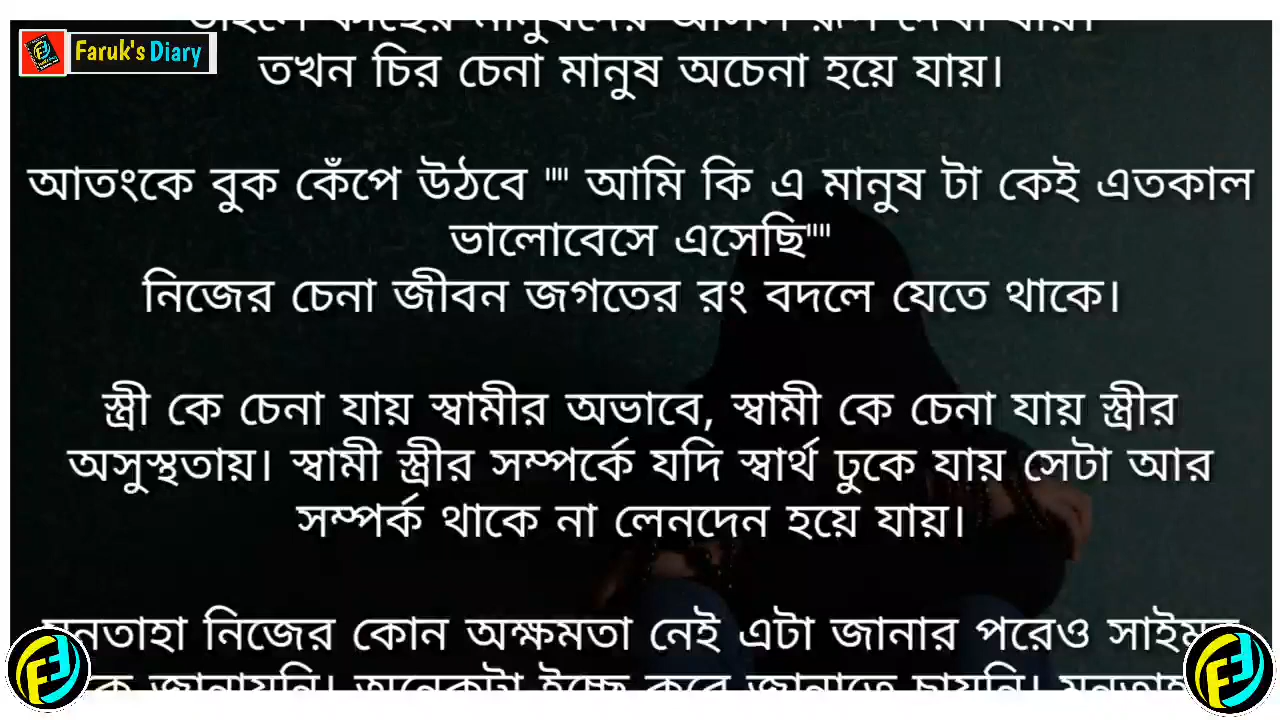 Faruk's Diary
তখন চির চেনা মানুষ অচেনা হয়ে যায়।
আতংকে বুক কেঁপে উঠবে "" আমি কি এ মানুষ টা কেই এতকাল
ভালোবেসে এসেছি""
নিজের চেনা জীবন জগতের রং বদলে যেতে থাকে।
স্ত্রী কে চেনা যায় স্বামীর অভাবে, স্বামী কে চেনা যায় স্ত্রীর
অসুস্থতায়। স্বামী স্ত্রীর সম্পর্কে যদি স্বার্থ ঢুকে যায় সেটা আর
সম্পর্ক থাকে না লেনদেন হয়ে যায়।
নিজের কোন অক্ষমতা নেই এটা জানার পরেও